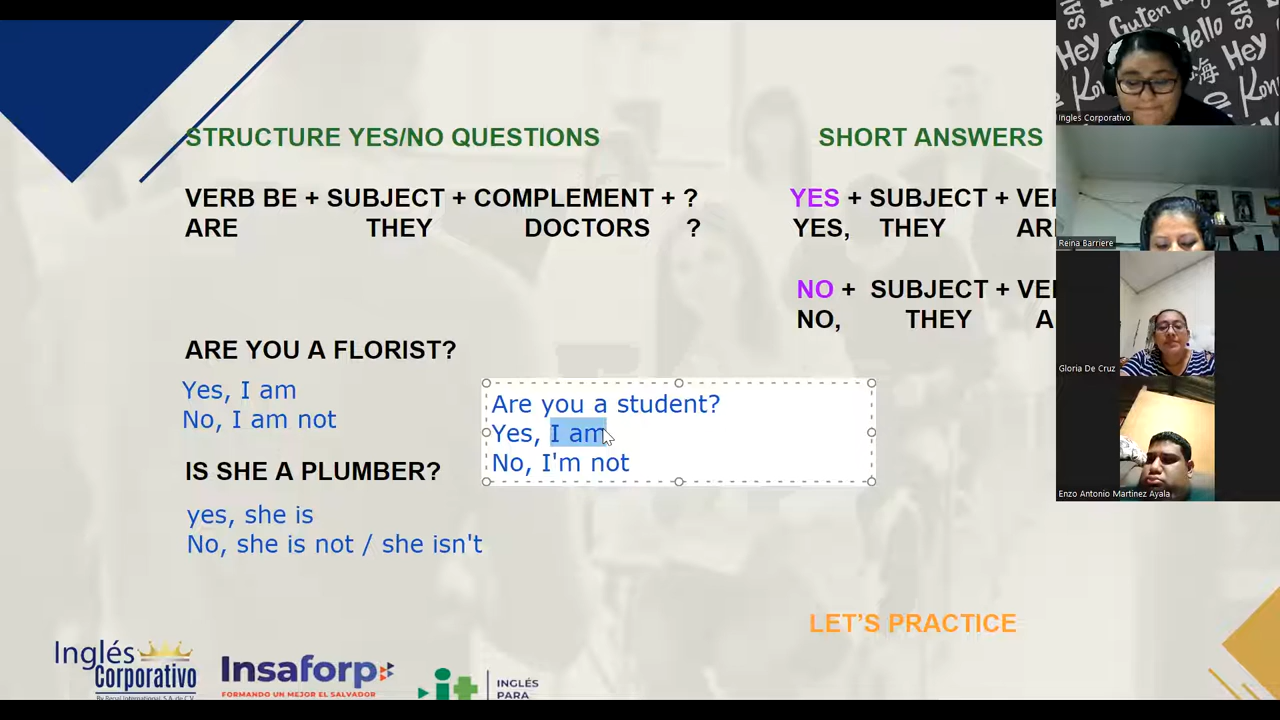 STRUCTURE YES/NO QUESTIONS
VERB BE + SUBJECT + COMPLEMENT + ?
ARE THEY DOCTORS ?
SHORT ANSWERS
YES + SUBJECT +
YES, THEY
NO + SUBJECT +
NO, THEY
ARE YOU A FLORIST?
Yes, I am
No, I am not
Are you a student?
Yes, I am
No, I'm not
IS SHE A PLUMBER?
yes, she is
No, she is not / she isn't
LET'S PRACTICE
Inglés
Corporativo
Insaforp
FORMANDO UN MEJOR EL SALVADOR
it
INGLÉS
PARA
Hey
Guten
Hello
Hey
Ingles Corporativo
Reina Barriere
Gloria De Cruz
Enzo Antonio Martinez Ayala